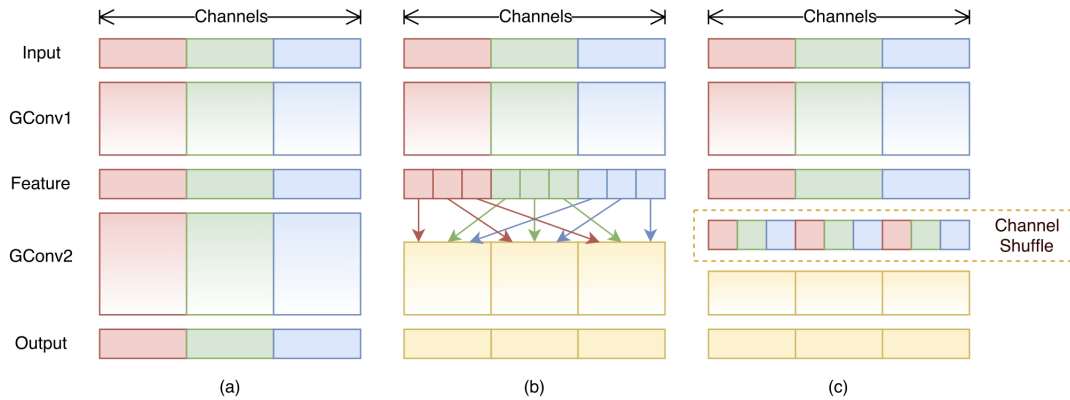 Channels
Channels
Channels
Input
GConv1
Feature
GConv2
Channel
Shuffle
Output
(a)
(b)
(c)